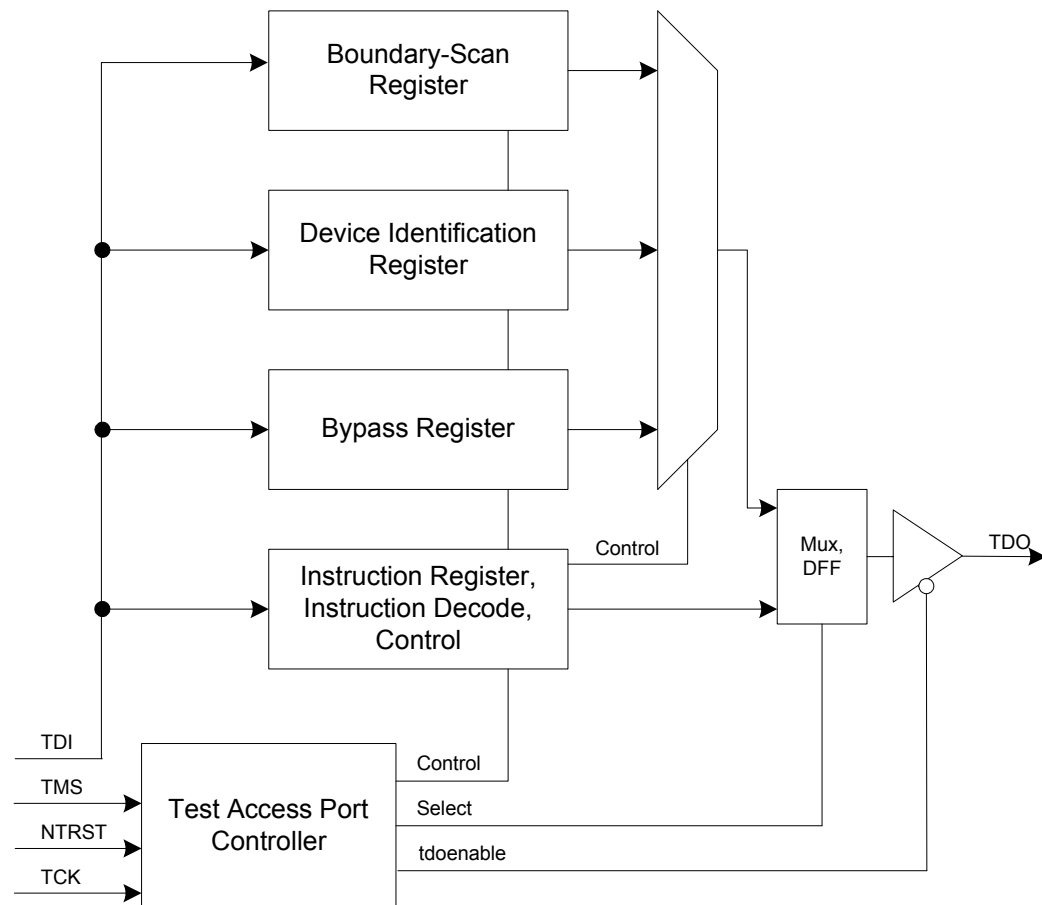 Boundary-Scan
Register
Device Identification
Register
Bypass Register
Control
Mux,
DFF
TDO
Instruction Register,
Instruction Decode,
Control
TDI
TMS
NTRST
TCK
Test Access Port
Controller
Control
Select
tdoenable